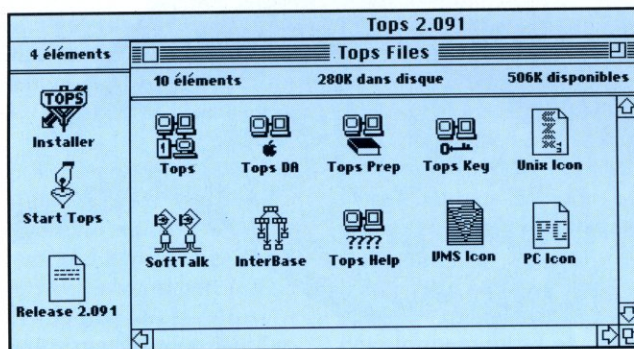 Tops 2.091
4 éléments
Tops Files
10 éléments 280K dans disque 506K disponibles
TOPS
Installer
Start Tops
Release 2.091
Tops Tops DA Tops Prep Tops Key Unix Icon
????
PC
SoftTalk InterBase Tops Help VMS Icon PC Icon